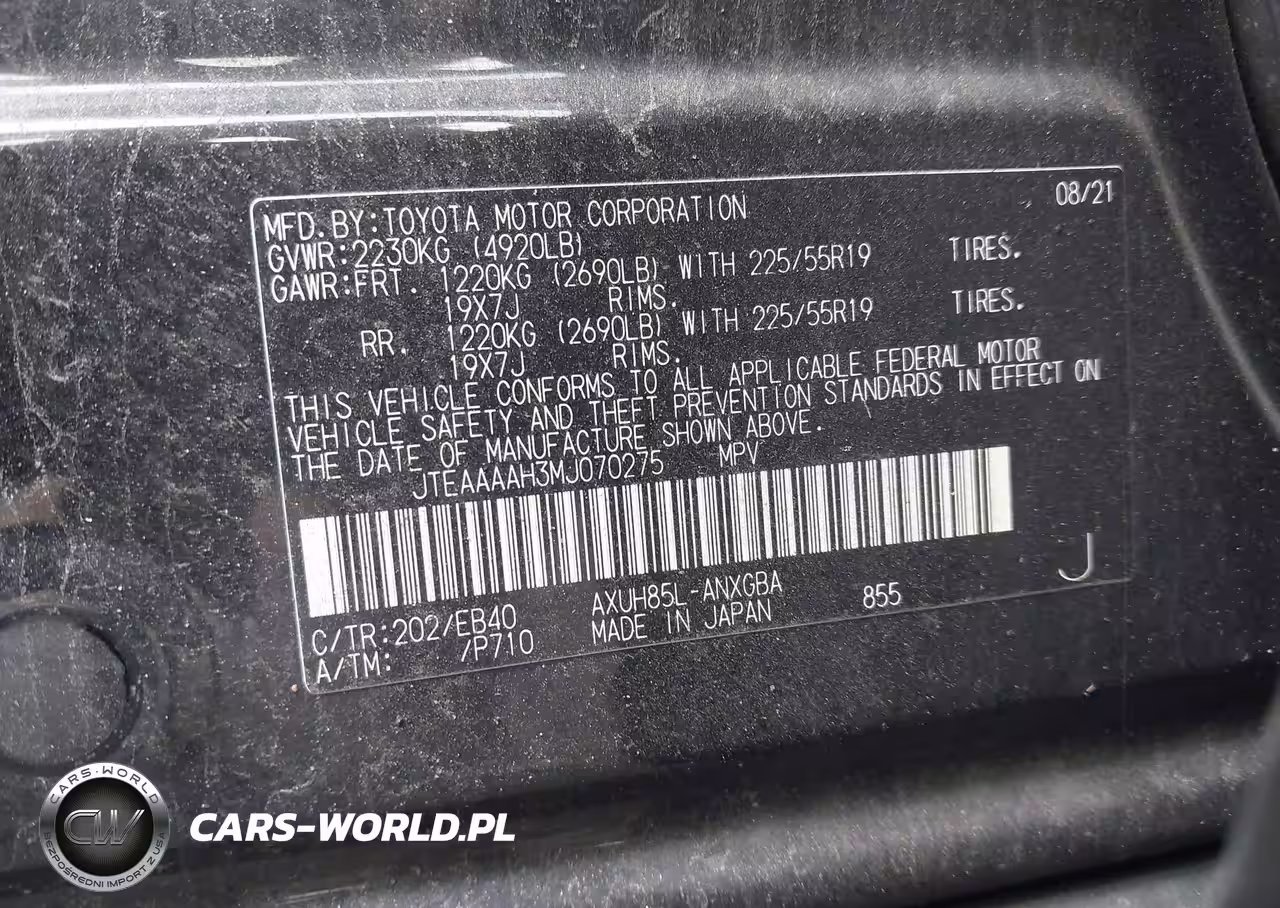 08/21
MFD. BY:TOYOTA MOTOR CORPORATION
GVWR:2230KG (4920LB)
GAWR:FRT. 1220KG (2690LB) WITH 225/55R19 TIRES.
19X7J RIMS.
RR. 1220KG (2690LB) WITH 225/55R19 TIRES.
19X7J RIMS.
THIS VEHICLE CONFORMS TO ALL APPLICABLE FEDERAL MOTOR
VEHICLE SAFETY AND THEFT PREVENTION STANDARDS IN EFFECT ON
THE DATE OF MANUFACTURE SHOWN ABOVE.
JTEAAAAH3MJ070275 MPV
J
C/TR:202/EB40 AXUH85L-ANXGBA 855
A/TM: /P710 MADE IN JAPAN
CARS-WORLD
CW
BEZPOŚREDNI IMPORT Z USA
CARS-WORLD.PL